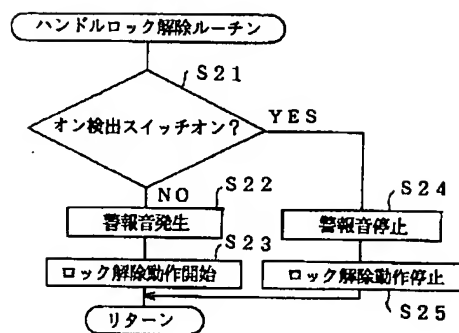 ハンドルロック解除ルーチン
S21
オン検出スイッチオン?
YES
NO
S22
S24
警報音発生
警報音停止
S23
ロック解除動作開始
ロック解除動作停止
S25
リターン